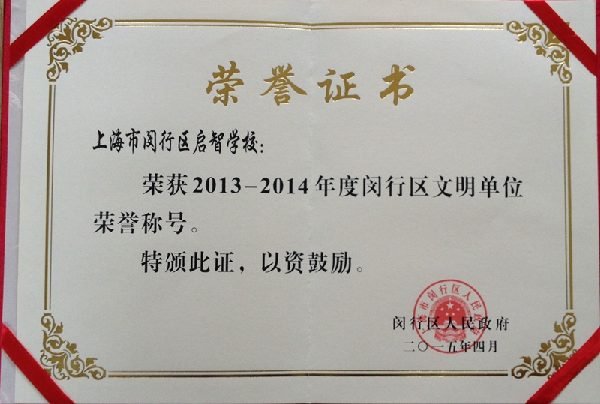 荣誉证书
上海市闵行区启智学校：
荣获2013-2014年度闵行区文明单位
荣誉称号。
特颁此证，以资鼓励。
上海市闵行区人民政府
闵行区人民政府
二〇一五年四月